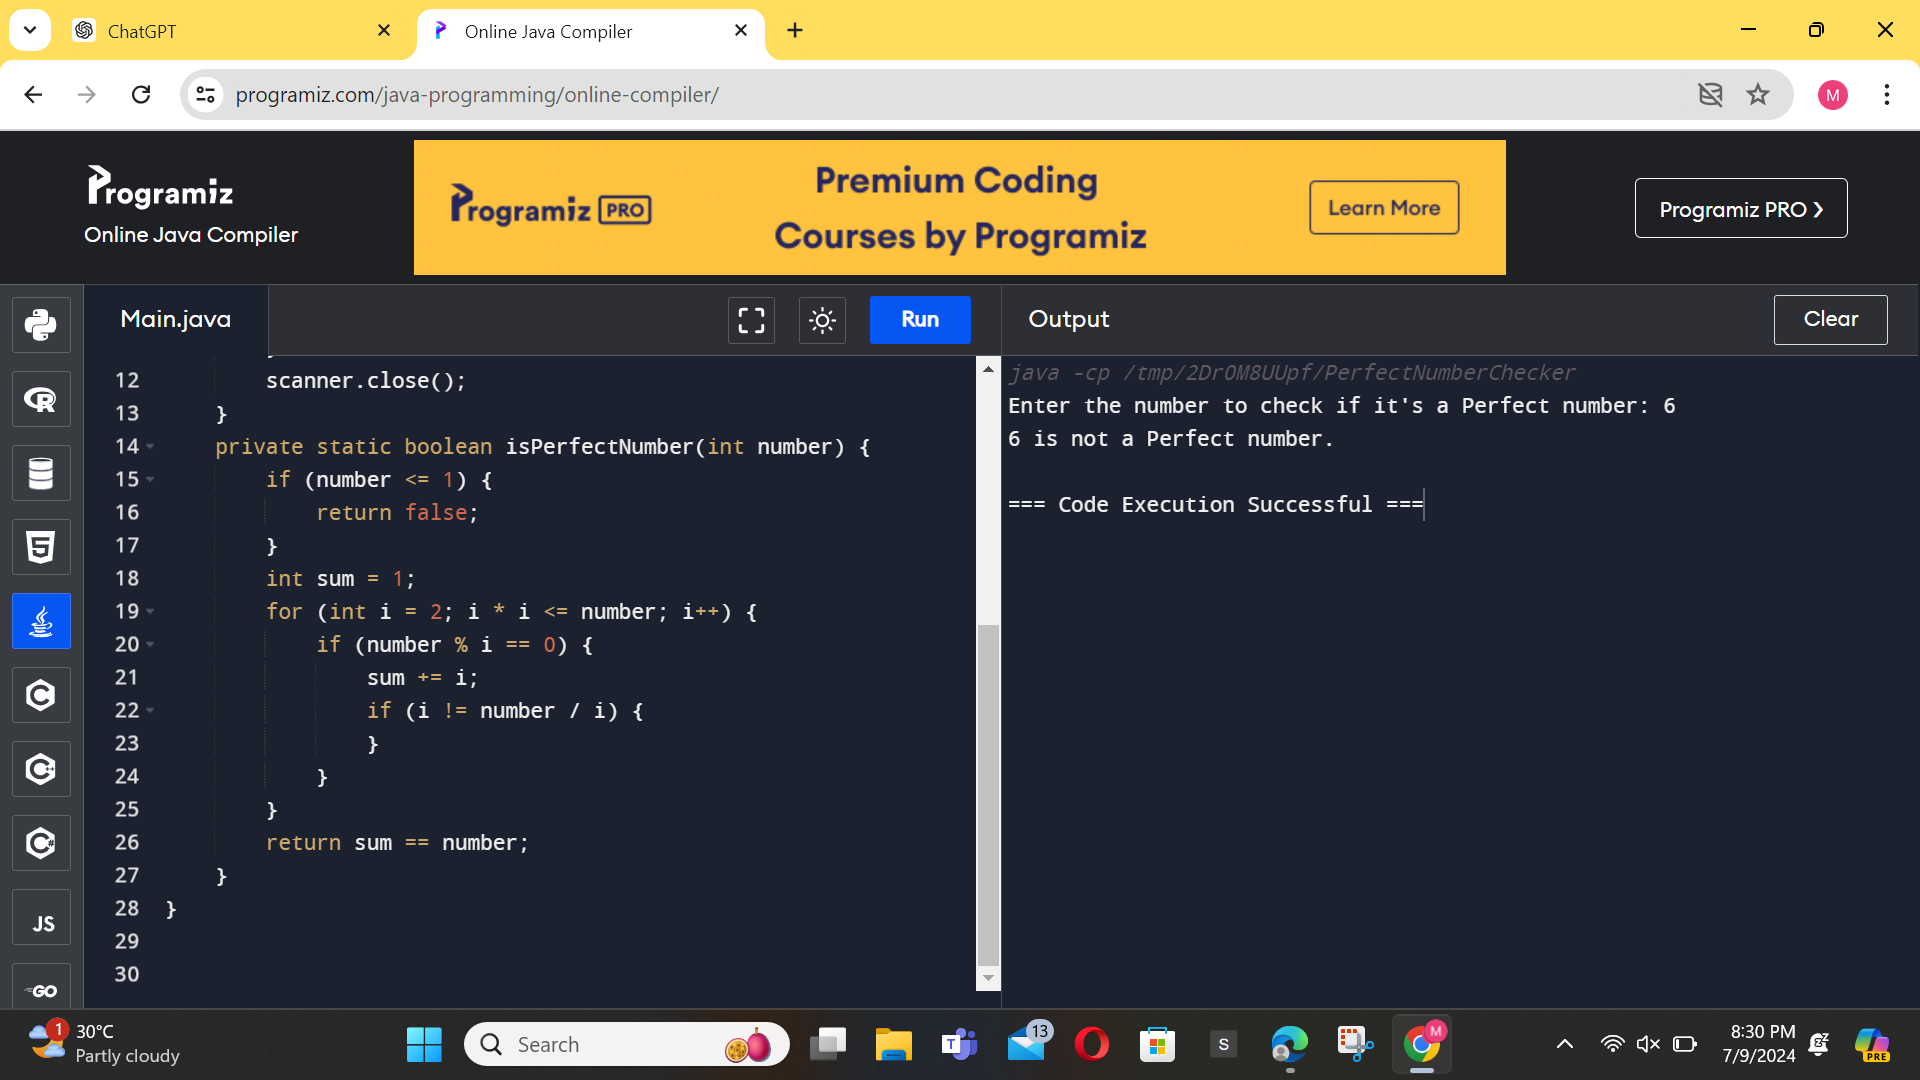 ChatGPT
Online Java Compiler
programiz.com/java-programming/online-compiler/
M
Programiz
Online Java Compiler
Programiz PRO
Premium Coding
Courses by Programiz
Learn More
Programiz PRO ❯
Main.java
Run
Output
Clear
12 scanner.close();
13 }
14 private static boolean isPerfectNumber(int number) {
15 if (number <= 1) {
16 return false;
17 }
18 int sum = 1;
19 for (int i = 2; i * i <= number; i++) {
20 if (number % i == 0) {
21 sum += i;
22 if (i != number / i) {
23 }
24 }
25 }
26 return sum == number;
27 }
28 }
29
30
java -cp /tmp/2Dr0M8UUpf/PerfectNumberChecker
Enter the number to check if it's a Perfect number: 6
6 is not a Perfect number.
=== Code Execution Successful ===
R
5
C
C++
C#
JS
GO
1
30°C
Partly cloudy
Search
T
13
S
M
8:30 PM
7/9/2024
PRE